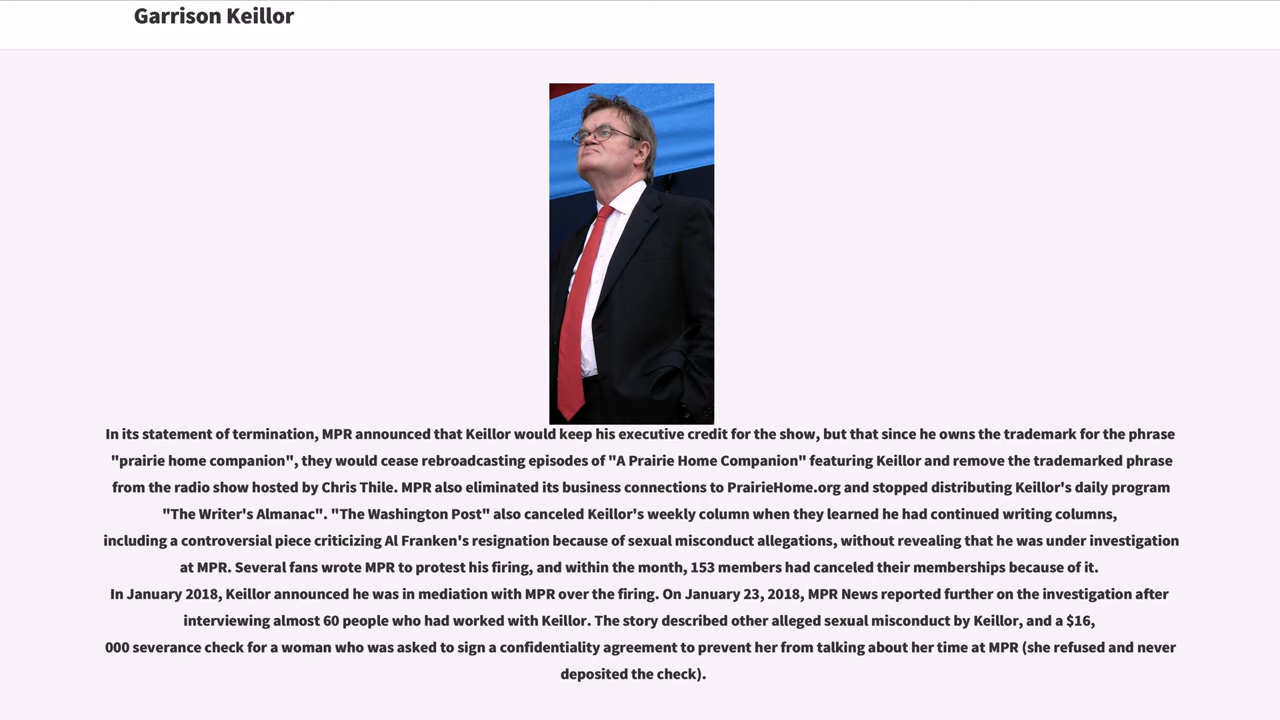 Garrison Keillor
In its statement of termination, MPR announced that Keillor would keep his executive credit for the show, but that since he owns the trademark for the phrase
"prairie home companion", they would cease rebroadcasting episodes of "A Prairie Home Companion" featuring Keillor and remove the trademarked phrase
from the radio show hosted by Chris Thile. MPR also eliminated its business connections to PrairieHome.org and stopped distributing Keillor's daily program
"The Writer's Almanac". "The Washington Post" also canceled Keillor's weekly column when they learned he had continued writing columns,
including a controversial piece criticizing Al Franken's resignation because of sexual misconduct allegations, without revealing that he was under investigation
at MPR. Several fans wrote MPR to protest his firing, and within the month, 153 members had canceled their memberships because of it.
In January 2018, Keillor announced he was in mediation with MPR over the firing. On January 23, 2018, MPR News reported further on the investigation after
interviewing almost 60 people who had worked with Keillor. The story described other alleged sexual misconduct by Keillor, and a $16,
000 severance check for a woman who was asked to sign a confidentiality agreement to prevent her from talking about her time at MPR (she refused and never
deposited the check).